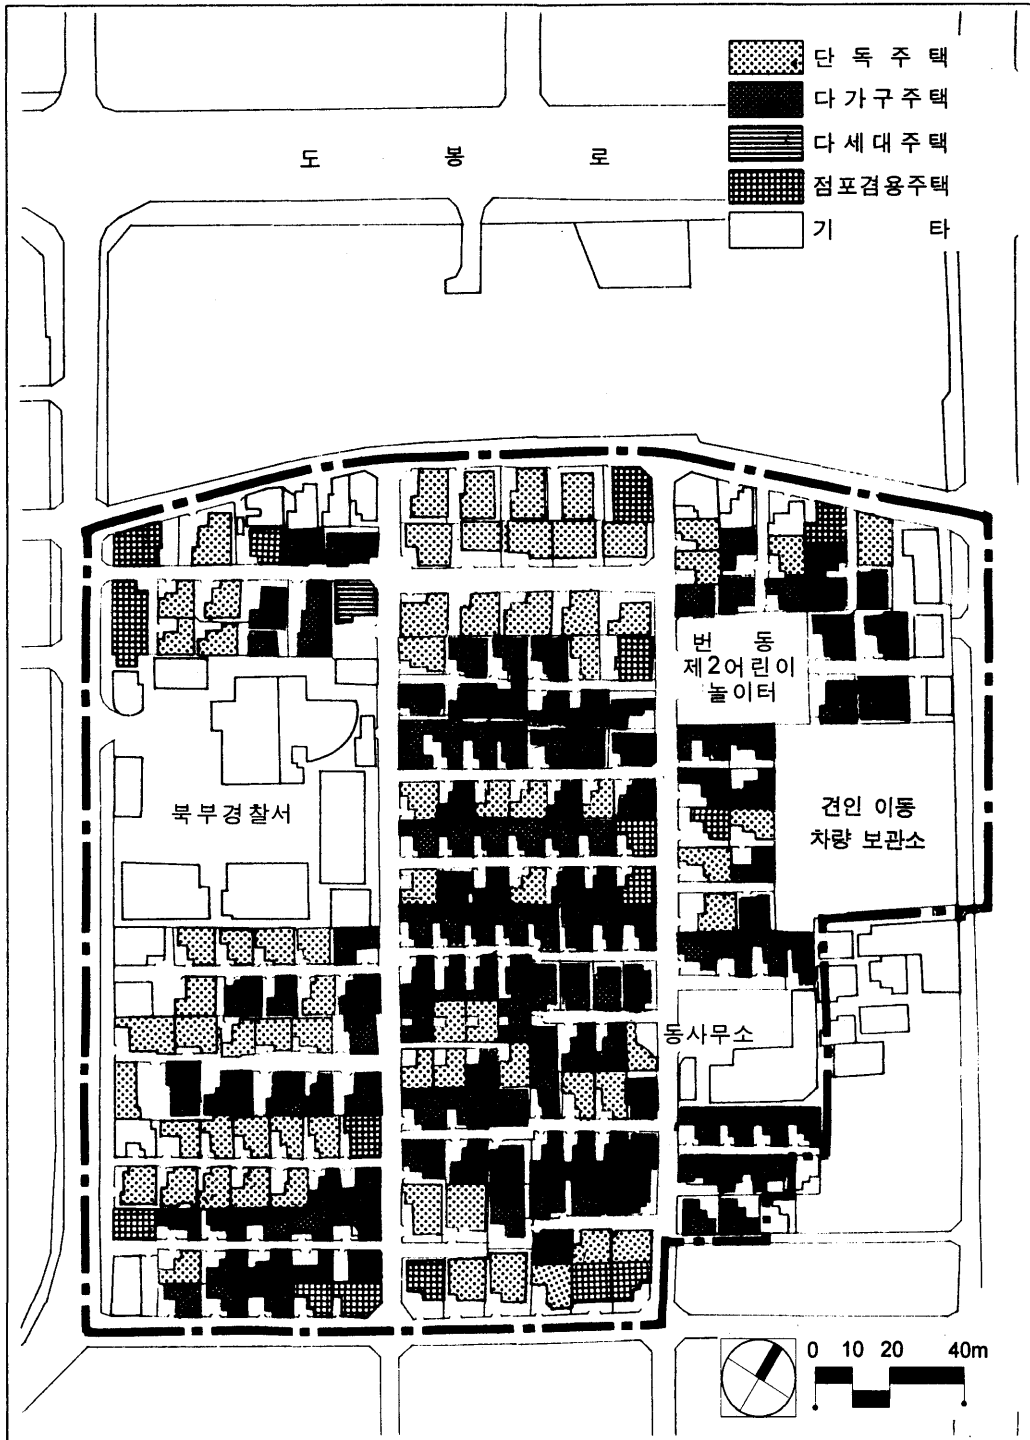 단 독 주 택
다가구주택
다세대주택
점포겸용주택
기 타
도 봉 로
번 동
제2어린이
놀이터
견인 이동
차량 보관소
북부경찰서
동사무소
0 10 20 40m